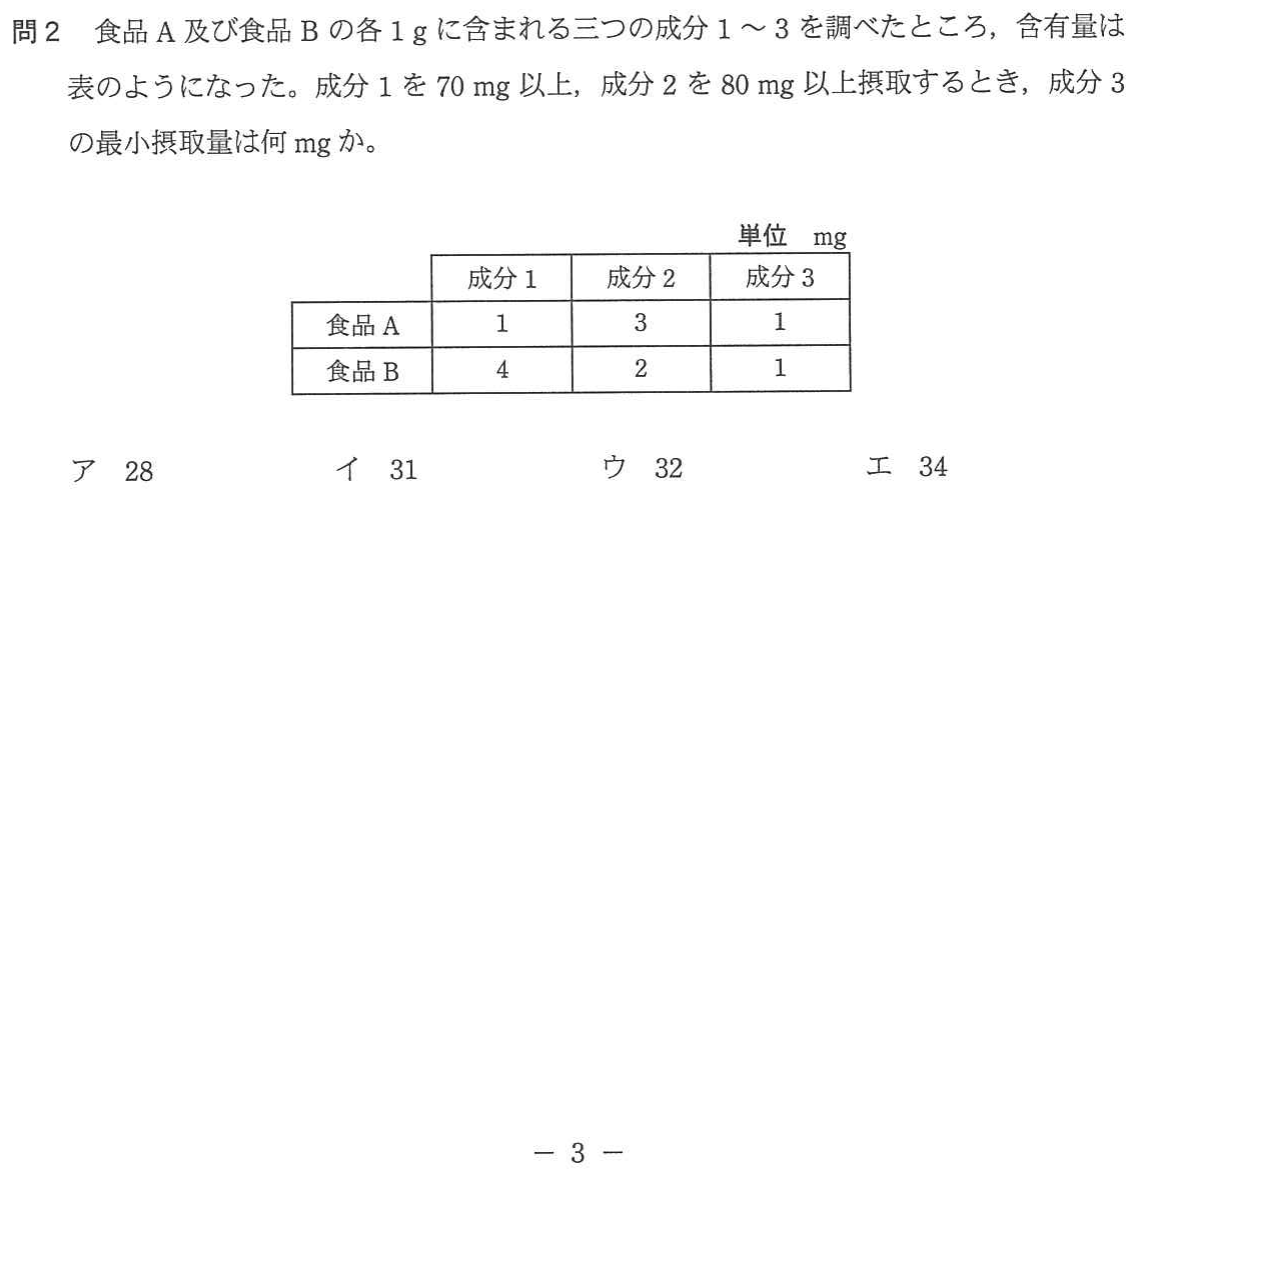 問2 食品 A 及び食品 B の各 1 g に含まれる三つの成分 1 ～ 3 を調べたところ，含有量は
表のようになった。成分 1 を 70 mg 以上，成分 2 を 80 mg 以上摂取するとき，成分 3
の最小摂取量は何 mg か。
単位 mg
成分 1 成分 2 成分 3
食品 A 1 3 1
食品 B 4 2 1
ア 28 イ 31 ウ 32 エ 34
－ 3 －